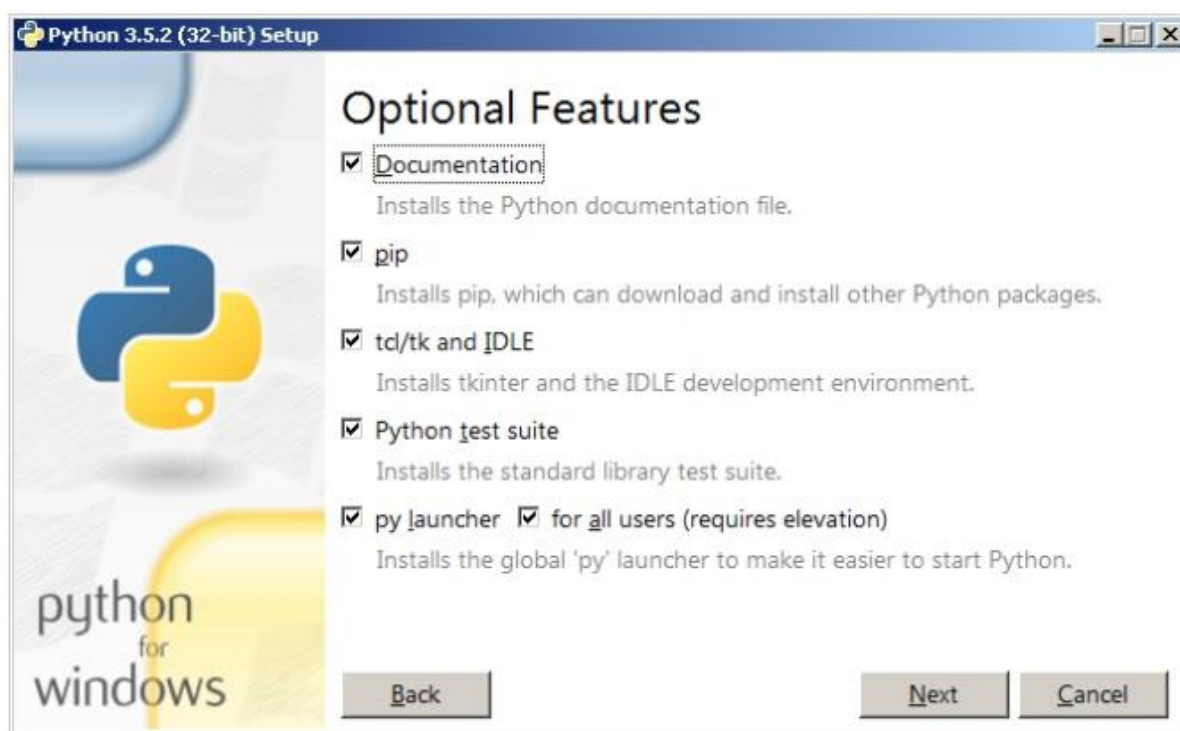 Python 3.5.2 (32-bit) Setup
Optional Features
Documentation
Installs the Python documentation file.
pip
Installs pip, which can download and install other Python packages.
tcl/tk and IDLE
Installs tkinter and the IDLE development environment.
Python test suite
Installs the standard library test suite.
py launcher for all users (requires elevation)
Installs the global 'py' launcher to make it easier to start Python.
python
for
windows
Back Next Cancel